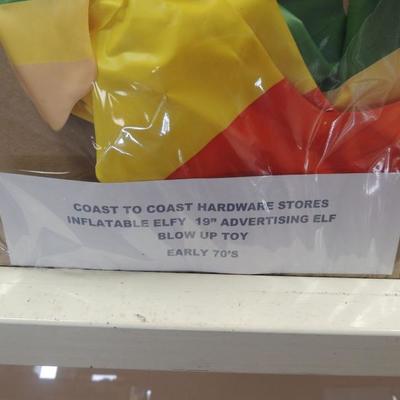 COAST TO COAST HARDWARE STORES
INFLATABLE ELFY 19" ADVERTISING ELF
BLOW UP TOY
EARLY 70'S